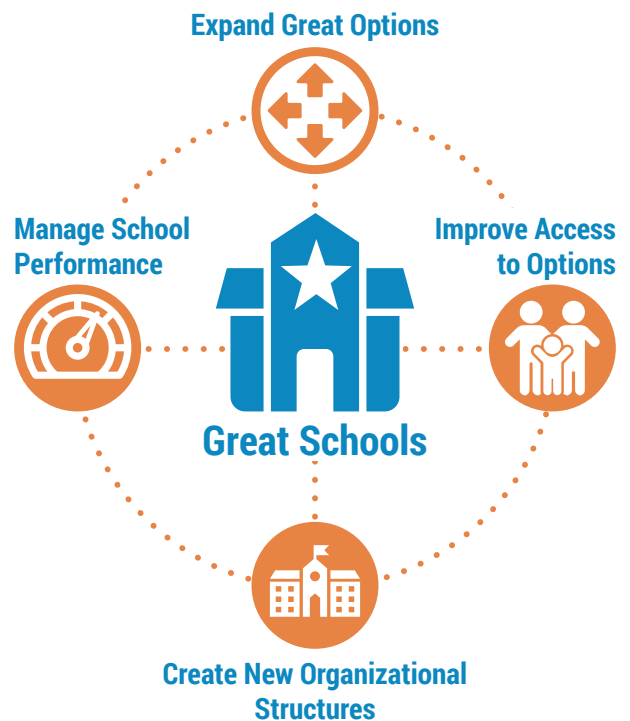 Expand Great Options
Manage School
Performance
Improve Access
to Options
Great Schools
Create New Organizational
Structures